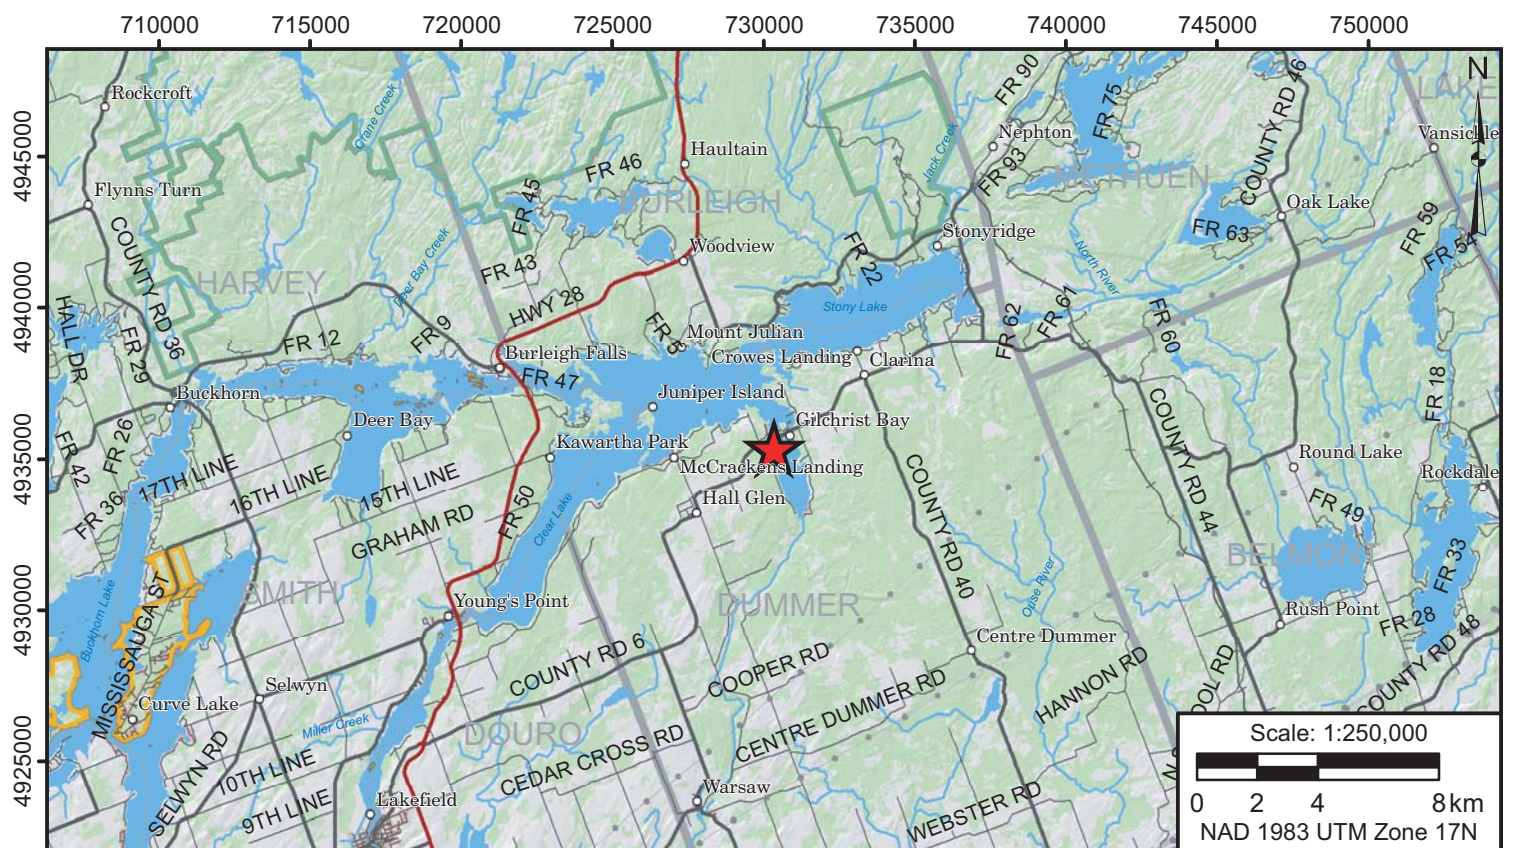 710000 715000 720000 725000 730000 735000 740000 745000 750000
4945000
4940000
4935000
4930000
4925000
N
LAKE
Rockcroft
Crane Creek
FR 90
FR 75
COUNTY RD 46
Vansickle
Haultain
Nephton
Jack Creek
FR 46
FR 93
METHUEN
Flynns Turn
FR 45
BURLEIGH
Oak Lake
COUNTY RD 36
Woodview
FR 22
Stonyridge
FR 63
FR 59
FR 54
HARVEY
Deer Bay Creek
FR 43
North River
HWY 28
Stony Lake
HALL DR
FR 29
FR 12
FR 9
FR 5
Mount Julian
FR 62
FR 61
FR 60
Burleigh Falls
Crowes Landing
Clarina
FR 47
FR 18
Buckhorn
Juniper Island
Deer Bay
Gilchrist Bay
COUNTY RD 44
FR 42
FR 26
Kawartha Park
McCrackens Landing
Round Lake
Rockdale
17TH LINE
16TH LINE
15TH LINE
Hall Glen
COUNTY RD 40
FR 36
GRAHAM RD
FR 50
Clear Lake
FR 49
BELMONT
FR 33
Buckhorn Lake
MISSISSAUGA ST
SMITH
Young's Point
DUMMER
Ouse River
Rush Point
FR 28
COUNTY RD 48
Centre Dummer
COUNTY RD 6
COOPER RD
HANNON RD
OOL RD
Selwyn
Curve Lake
Miller Creek
DOURO
CENTRE DUMMER RD
CEDAR CROSS RD
SELWYN RD
10TH LINE
9TH LINE
Lakefield
Warsaw
WEBSTER RD
Scale: 1:250,000
0 2 4 8 km
NAD 1983 UTM Zone 17N